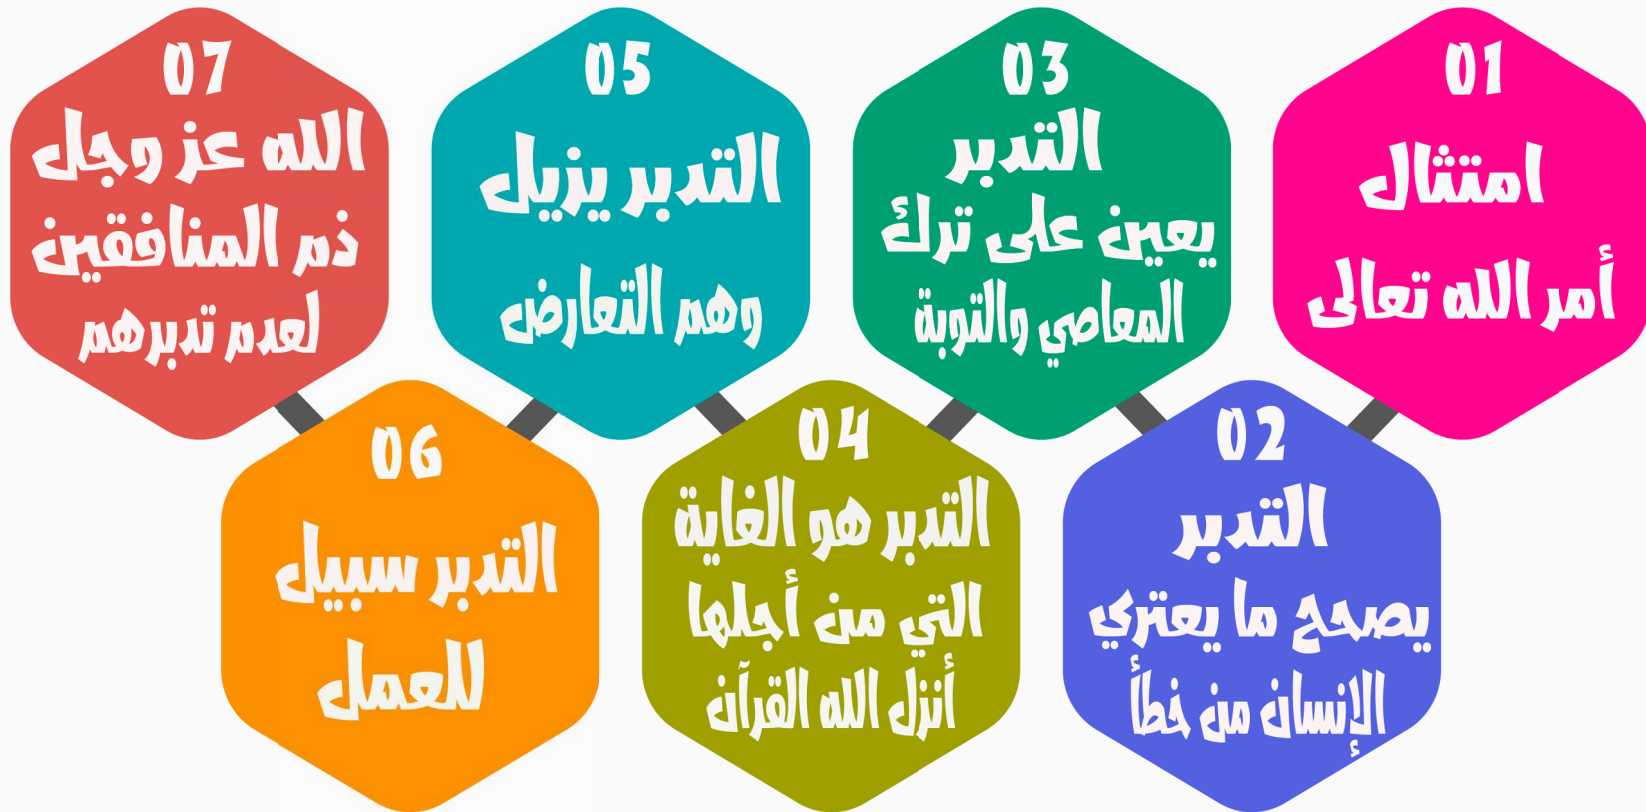 01
امتثال
أمر الله تعالى
02
التدبر
يصحح ما يعتري
الإنسان من خطأ
03
التدبر
يعين على ترك
المعاصي والتوبة
04
التدبر هو الغاية
التي من أجلها
أنزل الله القرآن
05
التدبر يزيل
وهم التعارض
06
التدبر سبيل
للعمل
07
الله عز وجل
ذم المنافقين
لعدم تدبرهم